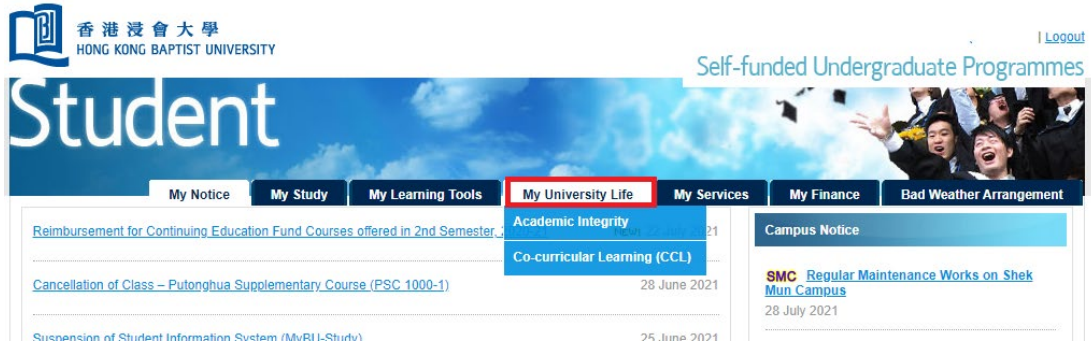 香港浸會大學
HONG KONG BAPTIST UNIVERSITY
| Logout
Self-funded Undergraduate Programmes
Student
My Notice My Study My Learning Tools My University Life My Services My Finance Bad Weather Arrangement
Reimbursement for Continuing Education Fund Courses offered in 2nd Semester, 21
Academic Integrity
Co-curricular Learning (CCL)
Cancellation of Class – Putonghua Supplementary Course (PSC 1000-1) 28 June 2021
Suspension of Student Information System (MyBU-Study) 25 June 2021
Campus Notice
SMC Regular Maintenance Works on Shek
Mun Campus
28 July 2021